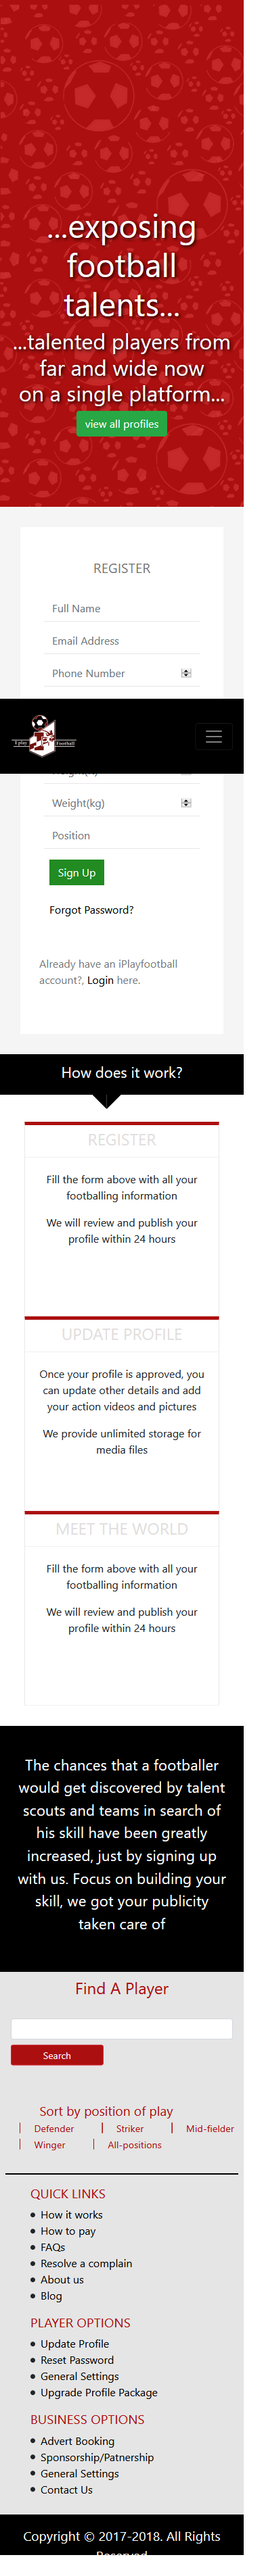 ...exposing
football
talents...
...talented players from
far and wide now
on a single platform...
view all profiles
REGISTER
Full Name
Email Address
Phone Number
I play Football
Weight(kg)
Position
Sign Up
Forgot Password?
Already have an iPlayfootball
account?, Login here.
How does it work?
REGISTER
Fill the form above with all your
footballing information
We will review and publish your
profile within 24 hours
UPDATE PROFILE
Once your profile is approved, you
can update other details and add
your action videos and pictures
We provide unlimited storage for
media files
MEET THE WORLD
Fill the form above with all your
footballing information
We will review and publish your
profile within 24 hours
The chances that a footballer
would get discovered by talent
scouts and teams in search of
his skill have been greatly
increased, just by signing up
with us. Focus on building your
skill, we got your publicity
taken care of
Find A Player
Search
Sort by position of play
Defender Striker Mid-fielder
Winger All-positions
QUICK LINKS
How it works
How to pay
FAQs
Resolve a complain
About us
Blog
PLAYER OPTIONS
Update Profile
Reset Password
General Settings
Upgrade Profile Package
BUSINESS OPTIONS
Advert Booking
Sponsorship/Patnership
General Settings
Contact Us
Copyright © 2017-2018. All Rights
Reserved